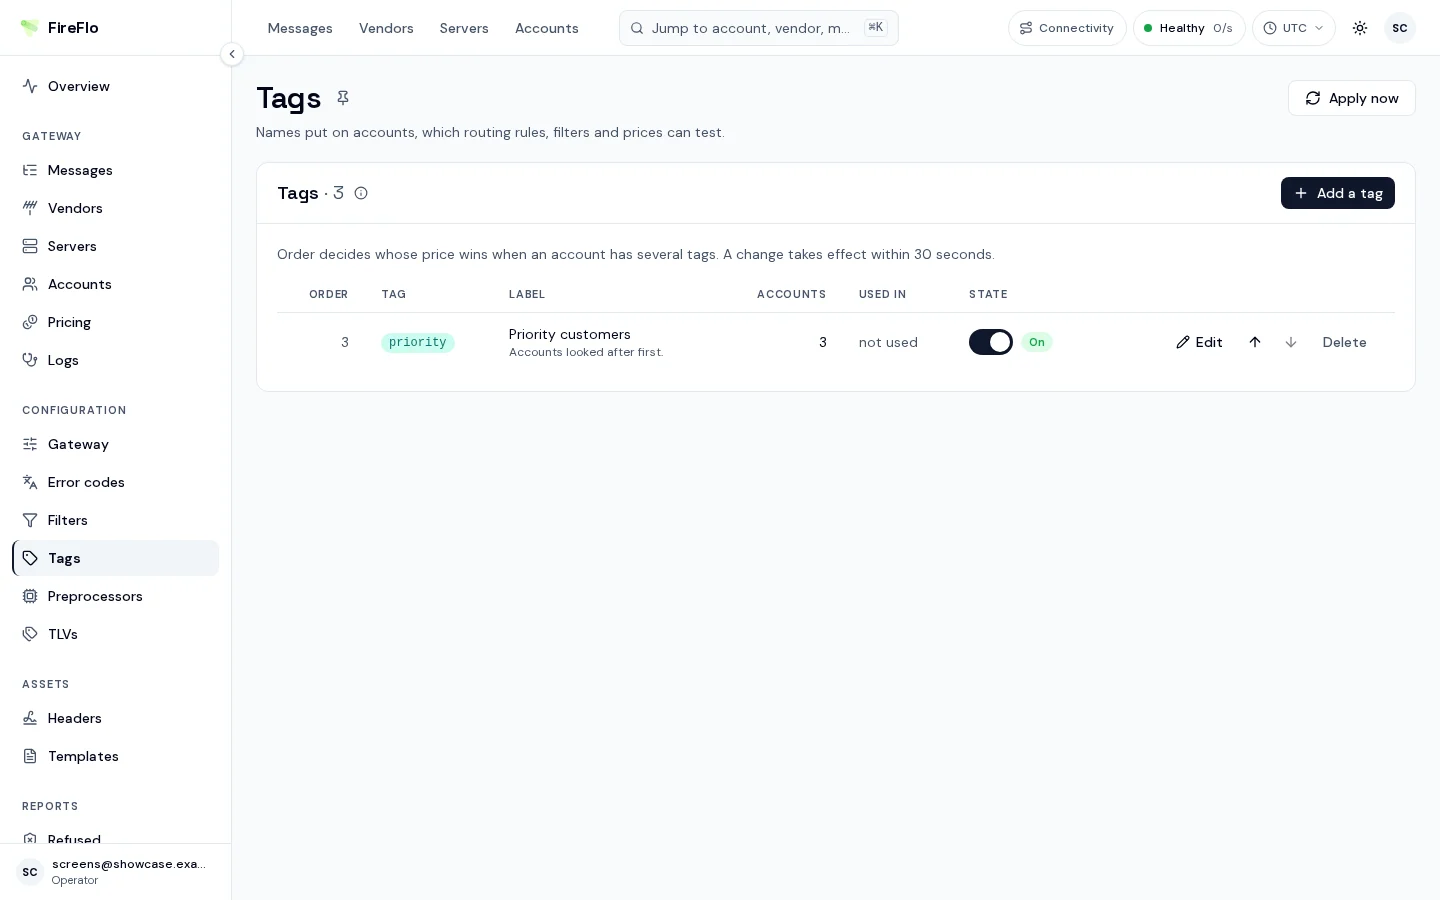 FireFlo
Messages Vendors Servers Accounts
Jump to account, vendor, m... ⌘K
Connectivity
Healthy 0/s
UTC
SC
Overview
GATEWAY
Messages
Vendors
Servers
Accounts
Pricing
Logs
CONFIGURATION
Gateway
Error codes
Filters
Tags
Preprocessors
TLVs
ASSETS
Headers
Templates
REPORTS
Refused
SC
screens@showcase.exa...
Operator
Tags
Apply now
Names put on accounts, which routing rules, filters and prices can test.
Tags · 3
Add a tag
Order decides whose price wins when an account has several tags. A change takes effect within 30 seconds.
ORDER TAG LABEL ACCOUNTS USED IN STATE
3 priority Priority customers 3 not used On Edit Delete
Accounts looked after first.